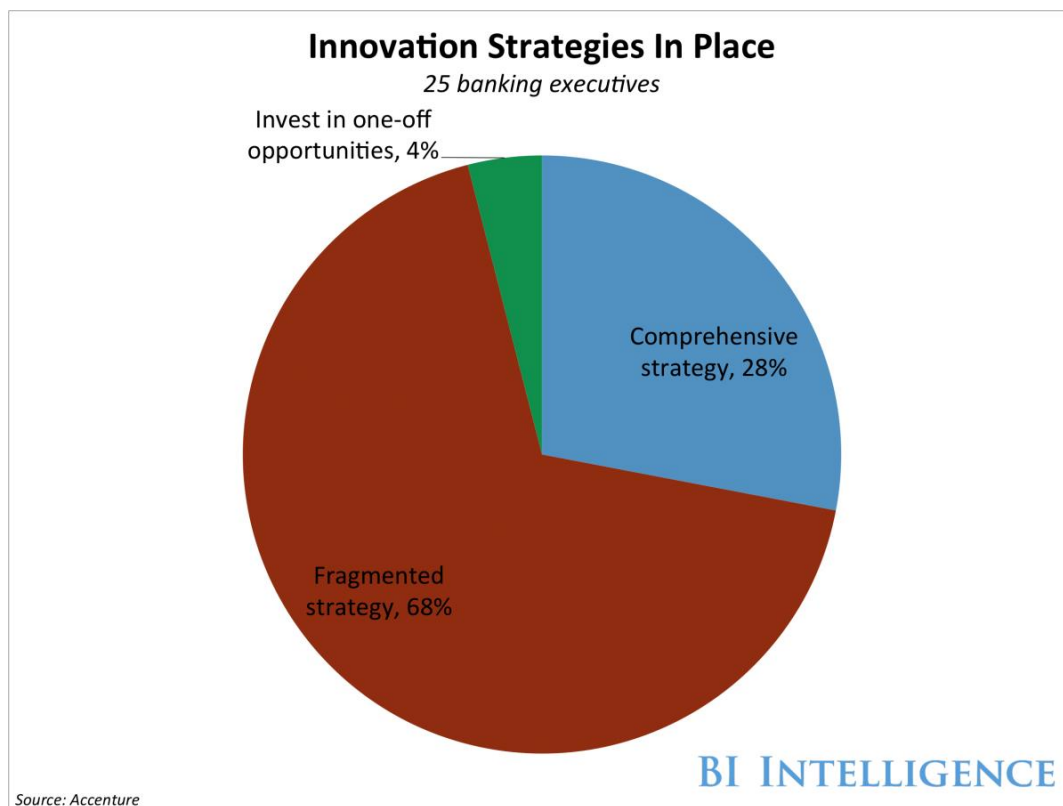 Innovation Strategies In Place
25 banking executives
Invest in one-off
opportunities, 4%
Comprehensive
strategy, 28%
Fragmented
strategy, 68%
BI INTELLIGENCE
Source: Accenture